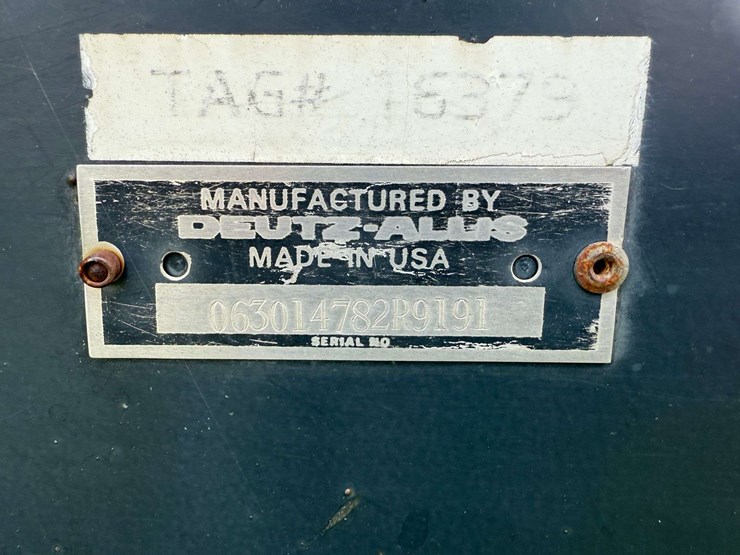 TAG# 16379
MANUFACTURED BY
DEUTZ-ALLIS
MADE IN USA
063014782R9191
SERIAL NO